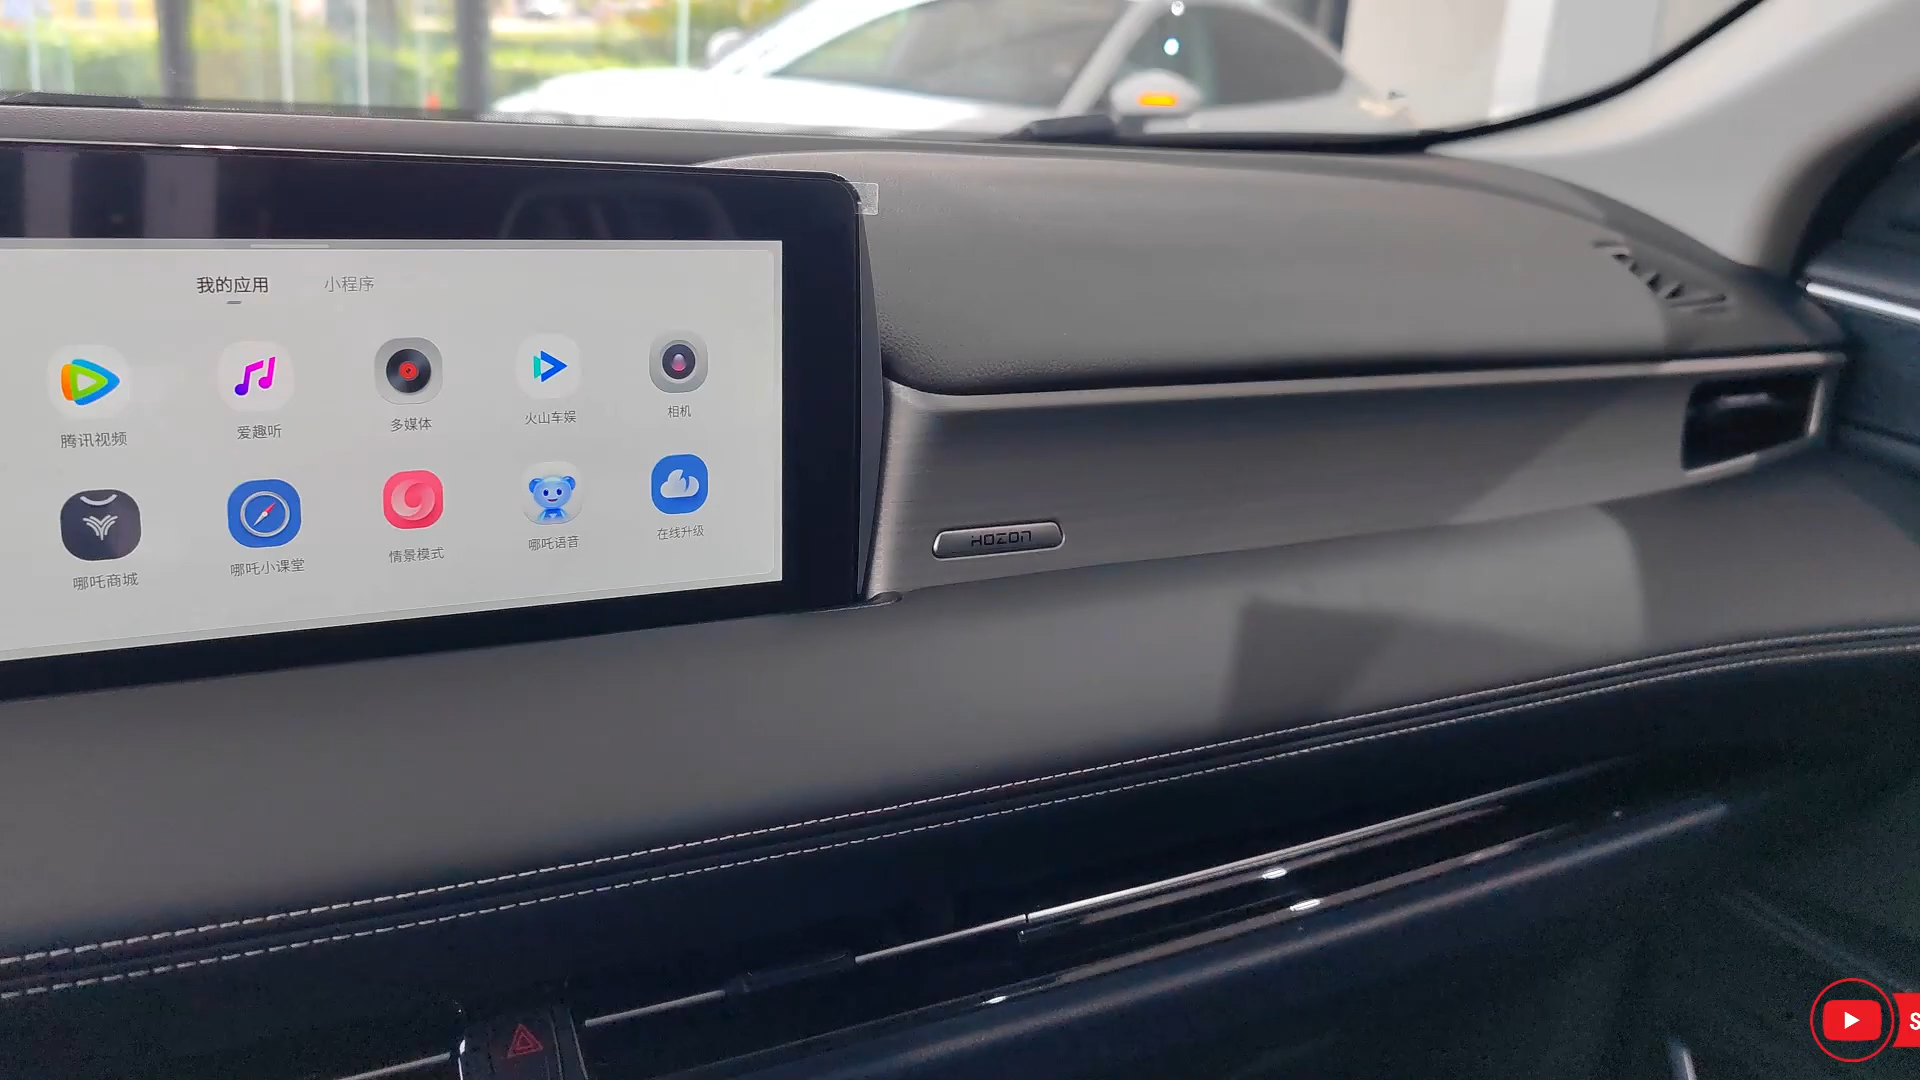 我的应用 小程序
腾讯视频 爱趣听 多媒体 火山车娱 相机
哪吒商城 哪吒小课堂 情景模式 哪吒语音 在线升级
HOZON
S